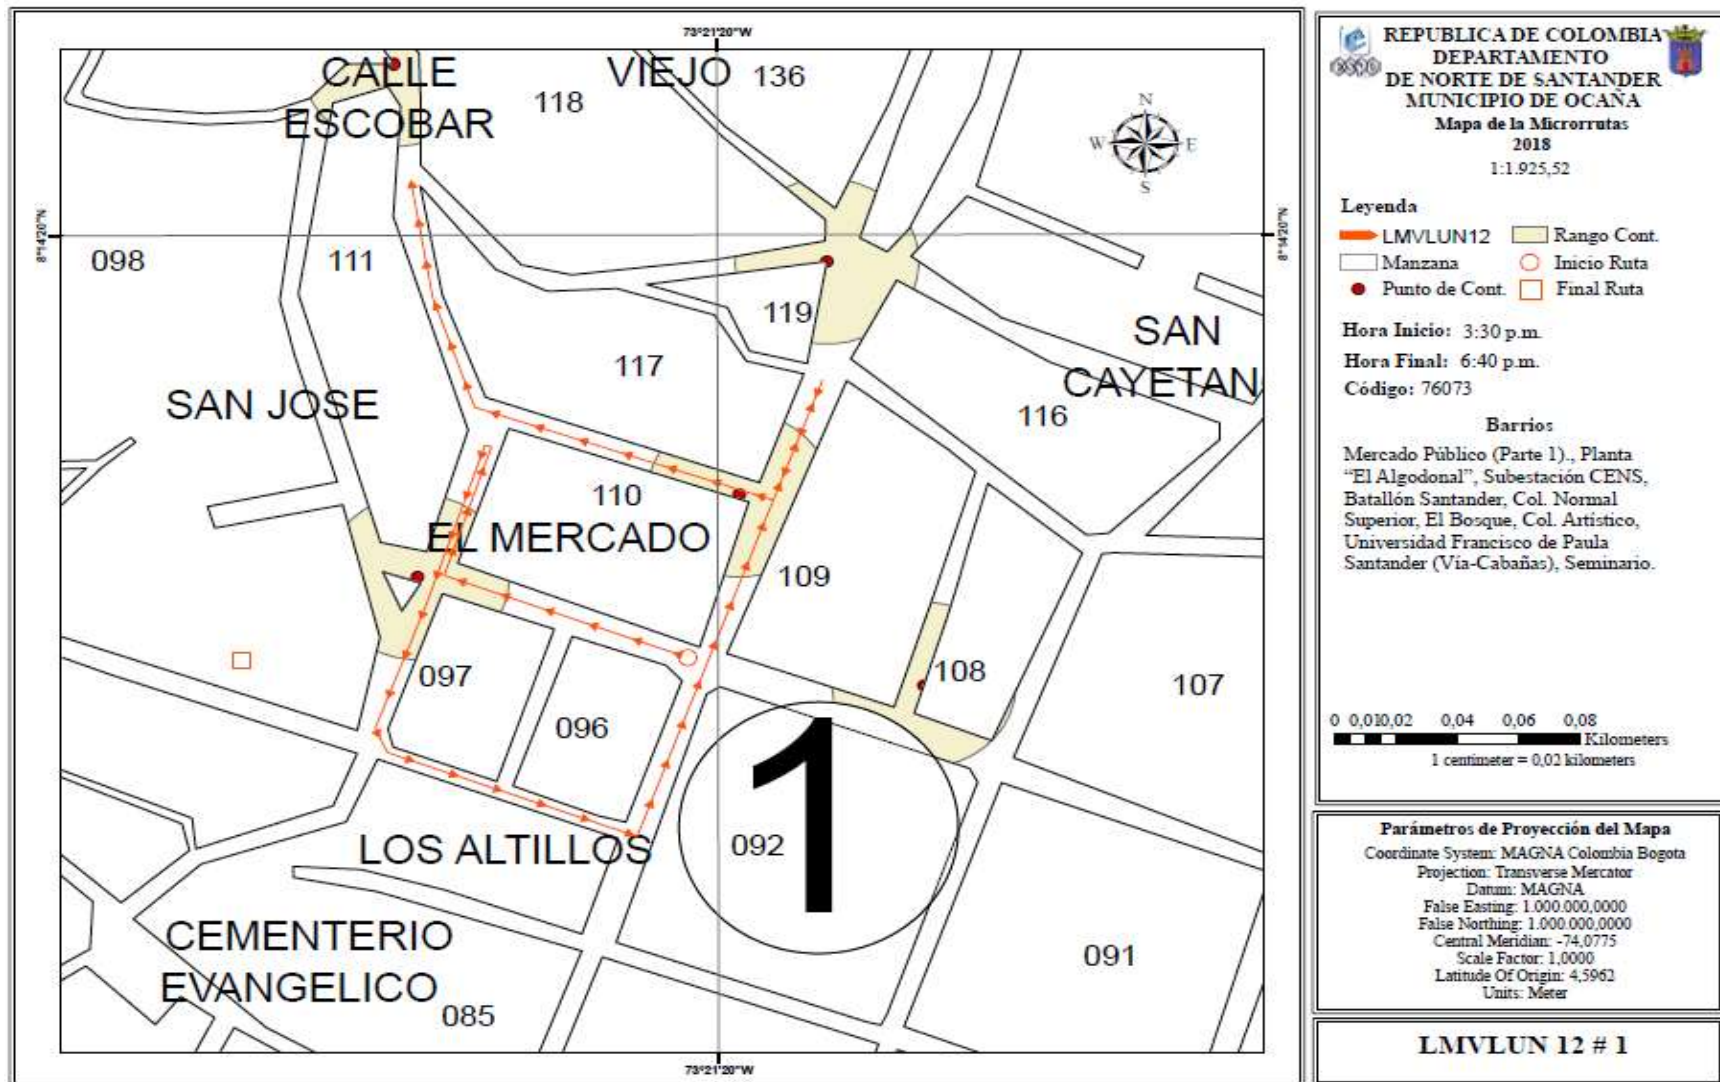 73°21'20"W
CALLE
ESCOBAR
VIEJO
136
118
N
W
E
S
8°14'20"N
8°14'20"N
098
111
119
SAN
CAYETAN
117
SAN JOSE
116
110
EL MERCADO
109
097
108
107
096
1
LOS ALTILLOS
092
CEMENTERIO
EVANGELICO
091
085
73°21'20"W
REPUBLICA DE COLOMBIA
DEPARTAMENTO
DE NORTE DE SANTANDER
MUNICIPIO DE OCAÑA
Mapa de la Microrrutas
2018
1:1.925,52
Leyenda
LMVLUN12 Rango Cont.
Manzana Inicio Ruta
Punto de Cont. Final Ruta
Hora Inicio: 3:30 p.m.
Hora Final: 6:40 p.m.
Código: 76073
Barrios
Mercado Público (Parte 1)., Planta
“El Algodonal”, Subestación CENS,
Batallón Santander, Col. Normal
Superior, El Bosque, Col. Artístico,
Universidad Francisco de Paula
Santander (Vía-Cabañas), Seminario.
0 0,01 0,02 0,04 0,06 0,08
Kilometers
1 centimeter = 0,02 kilometers
Parámetros de Proyección del Mapa
Coordinate System: MAGNA Colombia Bogota
Projection: Transverse Mercator
Datum: MAGNA
False Easting: 1.000.000,0000
False Northing: 1.000.000,0000
Central Meridian: -74,0775
Scale Factor: 1,0000
Latitude Of Origin: 4,5962
Units: Meter
LMVLUN 12 # 1